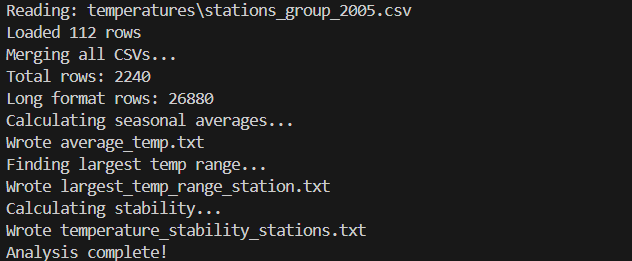 Reading: temperatures\stations_group_2005.csv
Loaded 112 rows
Merging all CSVs...
Total rows: 2240
Long format rows: 26880
Calculating seasonal averages...
Wrote average_temp.txt
Finding largest temp range...
Wrote largest_temp_range_station.txt
Calculating stability...
Wrote temperature_stability_stations.txt
Analysis complete!